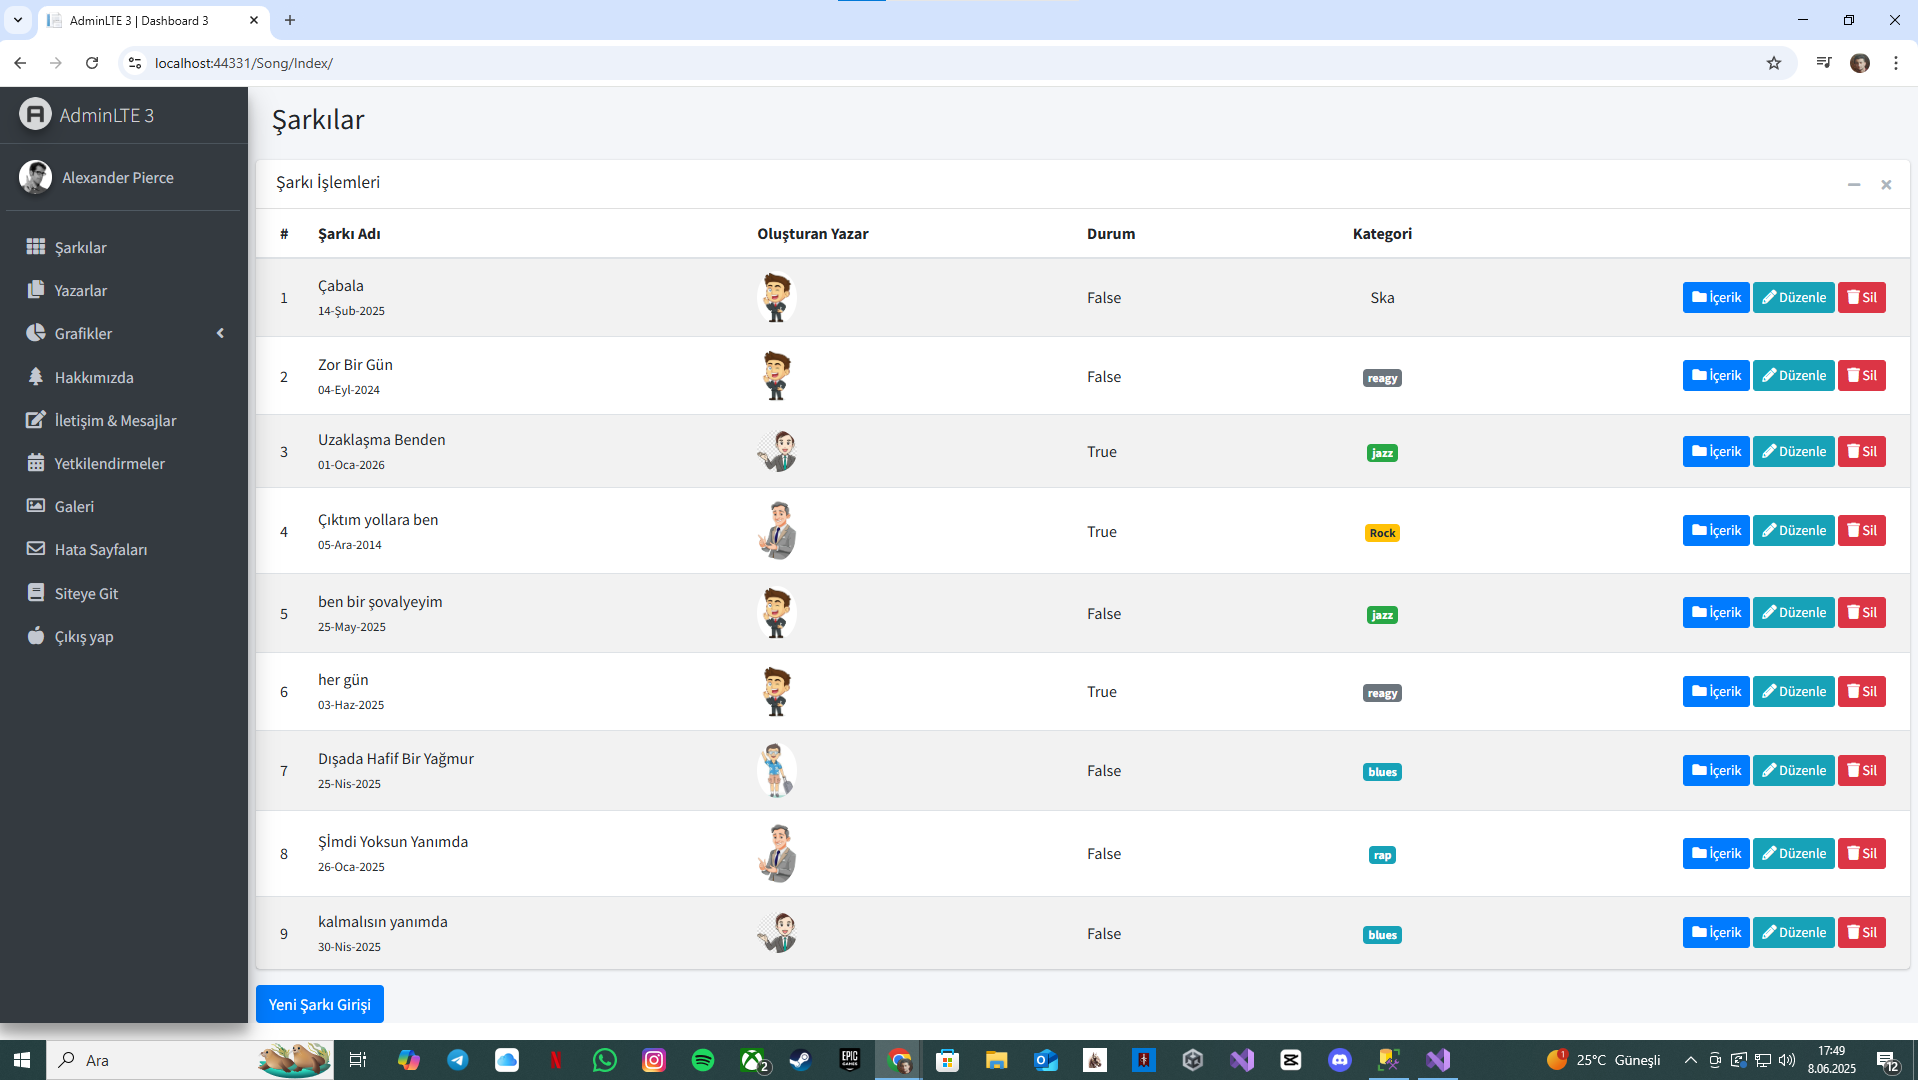 AdminLTE 3 | Dashboard 3
localhost:44331/Song/Index/
AdminLTE 3
Alexander Pierce
Şarkılar
Yazarlar
Grafikler
Hakkımızda
İletişim & Mesajlar
Yetkilendirmeler
Galeri
Hata Sayfaları
Siteye Git
Çıkış yap
Şarkılar
Şarkı İşlemleri
# Şarkı Adı Oluşturan Yazar Durum Kategori
1 Çabala False Ska İçerik Düzenle Sil
14-Şub-2025
2 Zor Bir Gün False reagy İçerik Düzenle Sil
04-Eyl-2024
3 Uzaklaşma Benden True jazz İçerik Düzenle Sil
01-Oca-2026
4 Çıktım yollara ben True Rock İçerik Düzenle Sil
05-Ara-2014
5 ben bir şovalyeyim False jazz İçerik Düzenle Sil
25-May-2025
6 her gün True reagy İçerik Düzenle Sil
03-Haz-2025
7 Dışada Hafif Bir Yağmur False blues İçerik Düzenle Sil
25-Nis-2025
8 Şİmdi Yoksun Yanımda False rap İçerik Düzenle Sil
26-Oca-2025
9 kalmalısın yanımda False blues İçerik Düzenle Sil
30-Nis-2025
Yeni Şarkı Girişi
Ara
2
EPIC GAMES
1
25°C Güneşli
17:49
8.06.2025
12